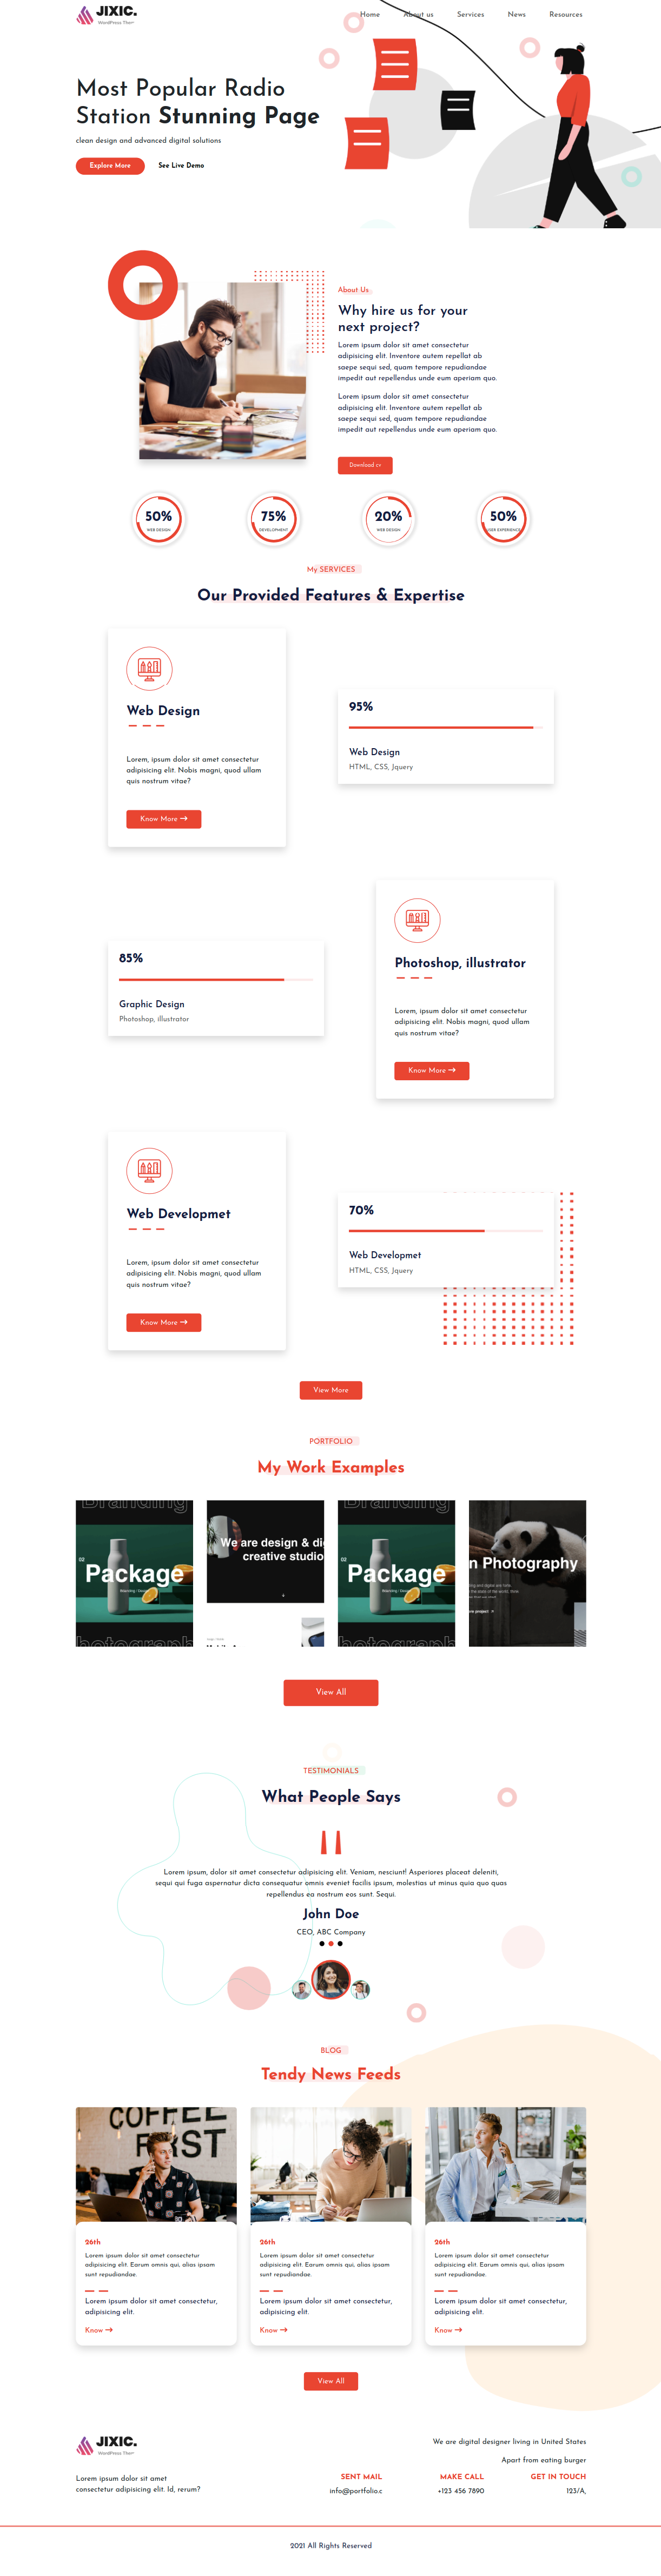 JIXIC.
WordPress Them
Home
About us
Services
News
Resources
Most Popular Radio
Station Stunning Page
clean design and advanced digital solutions
Explore More
See Live Demo
About Us
Why hire us for your
next project?
Lorem ipsum dolor sit amet consectetur
adipisicing elit. Inventore autem repellat ab
saepe sequi sed, quam tempore repudiandae
impedit aut repellendus unde eum aperiam quo.
Lorem ipsum dolor sit amet consectetur
adipisicing elit. Inventore autem repellat ab
saepe sequi sed, quam tempore repudiandae
impedit aut repellendus unde eum aperiam quo.
Download cv
50%
WEB DESIGN
75%
DEVELOPMENT
20%
WEB DESIGN
50%
USER EXPERIENCE
My SERVICES
Our Provided Features & Expertise
Web Design
Lorem, ipsum dolor sit amet consectetur
adipisicing elit. Nobis magni, quod ullam
quis nostrum vitae?
Know More →
95%
Web Design
HTML, CSS, Jquery
85%
Graphic Design
Photoshop, illustrator
Photoshop, illustrator
Lorem, ipsum dolor sit amet consectetur
adipisicing elit. Nobis magni, quod ullam
quis nostrum vitae?
Know More →
Web Developmet
Lorem, ipsum dolor sit amet consectetur
adipisicing elit. Nobis magni, quod ullam
quis nostrum vitae?
Know More →
70%
Web Developmet
HTML, CSS, Jquery
View More
PORTFOLIO
My Work Examples
Branding
02
Package
hotograph
We are design & di
creative studio
Branding
02
Package
hotograph
n Photography
View All
TESTIMONIALS
What People Says
Lorem ipsum, dolor sit amet consectetur adipisicing elit. Veniam, nesciunt! Asperiores placeat deleniti,
sequi qui fuga aspernatur dicta consequatur omnis eveniet facilis ipsum, molestias ut minus quia quo quas
repellendus ea nostrum eos sunt. Sequi.
John Doe
CEO, ABC Company
BLOG
Tendy News Feeds
COFFEE
FIRST
26th
Lorem ipsum dolor sit amet consectetur
adipisicing elit. Earum omnis qui, alias ipsam
sunt repudiandae.
Lorem ipsum dolor sit amet consectetur,
adipisicing elit.
Know →
26th
Lorem ipsum dolor sit amet consectetur
adipisicing elit. Earum omnis qui, alias ipsam
sunt repudiandae.
Lorem ipsum dolor sit amet consectetur,
adipisicing elit.
Know →
26th
Lorem ipsum dolor sit amet consectetur
adipisicing elit. Earum omnis qui, alias ipsam
sunt repudiandae.
Lorem ipsum dolor sit amet consectetur,
adipisicing elit.
Know →
View All
JIXIC.
WordPress Them
Lorem ipsum dolor sit amet
consectetur adipisicing elit. Id, rerum?
We are digital designer living in United States
Apart from eating burger
SENT MAIL
info@portfolio.c
MAKE CALL
+123 456 7890
GET IN TOUCH
123/A,
2021 All Rights Reserved